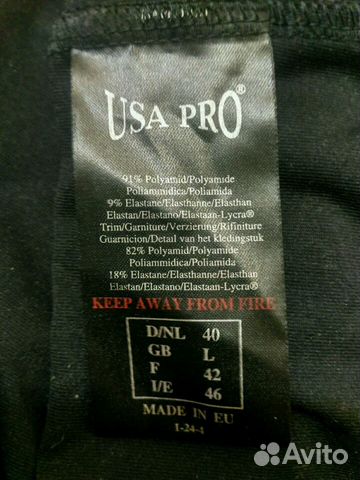 USA PRO®
91% Polyamid/Polyamide
Poliammidica/Poliamida
9% Elastane/Elasthanne/Elasthan
Elastan/Elastano/Elastaan-Lycra®
Trim/Garniture/Verzierung/Rifiniture
Guarnicion/Detail van het kledingstuk
82% Polyamid/Polyamide
Poliammidica/Poliamida
18% Elastane/Elasthanne/Elasthan
Elastan/Elastano/Elastaan-Lycra®
KEEP AWAY FROM FIRE
D/NL 40
GB L
F 42
I/E 46
MADE IN EU
1-24-4
Avito